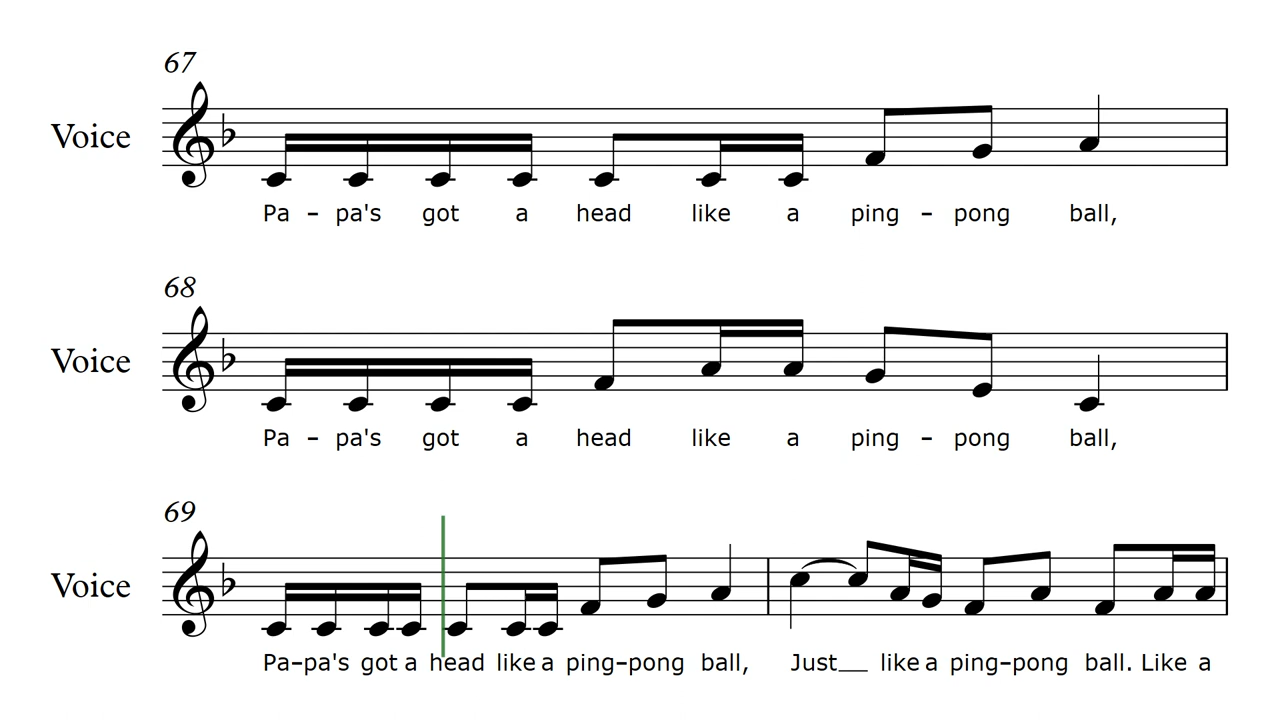 67
Voice
Pa - pa's got a head like a ping - pong ball,
68
Voice
Pa - pa's got a head like a ping - pong ball,
69
Voice
Pa-pa's got a head like a ping-pong ball, Just__ like a ping-pong ball. Like a